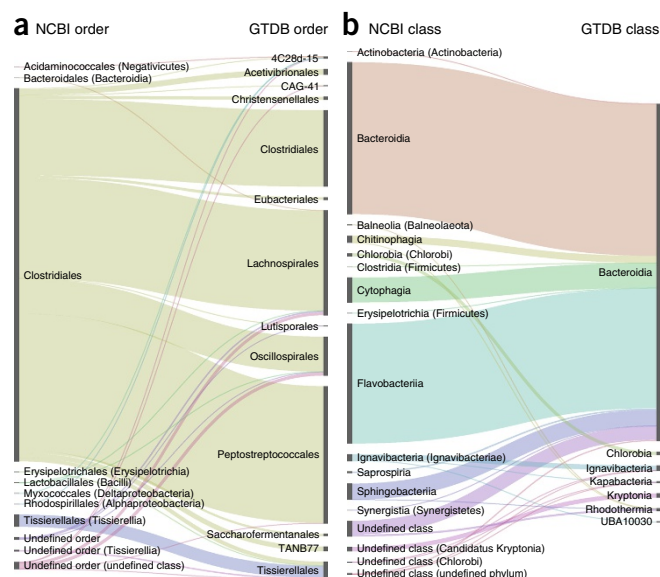 a NCBI order GTDB order
Acidaminococcales (Negativicutes)
Bacteroidales (Bacteroidia)
Clostridiales
Erysipelotrichales (Erysipelotrichia)
Lactobacillales (Bacilli)
Myxococcales (Deltaproteobacteria)
Rhodospirillales (Alphaproteobacteria)
Tissierellales (Tissierellia)
Undefined order
Undefined order (Tissierellia)
Undefined order (undefined class)
4C28d-15
Acetivibrionales
CAG-41
Christensenellales
Clostridiales
Eubacteriales
Lachnospirales
Lutisporales
Oscillospirales
Peptostreptococcales
Saccharofermentanales
TANB77
Tissierellales
b NCBI class GTDB class
Actinobacteria (Actinobacteria)
Bacteroidia
Balneolia (Balneolaeota)
Chitinophagia
Chlorobia (Chlorobi)
Clostridia (Firmicutes)
Cytophagia
Erysipelotrichia (Firmicutes)
Flavobacteriia
Ignavibacteria (Ignavibacteriae)
Saprospiria
Sphingobacteriia
Synergistia (Synergistetes)
Undefined class
Undefined class (Candidatus Kryptonia)
Undefined class (Chlorobi)
Undefined class (undefined phylum)
Bacteroidia
Chlorobia
Ignavibacteria
Kapabacteria
Kryptonia
Rhodothermia
UBA10030